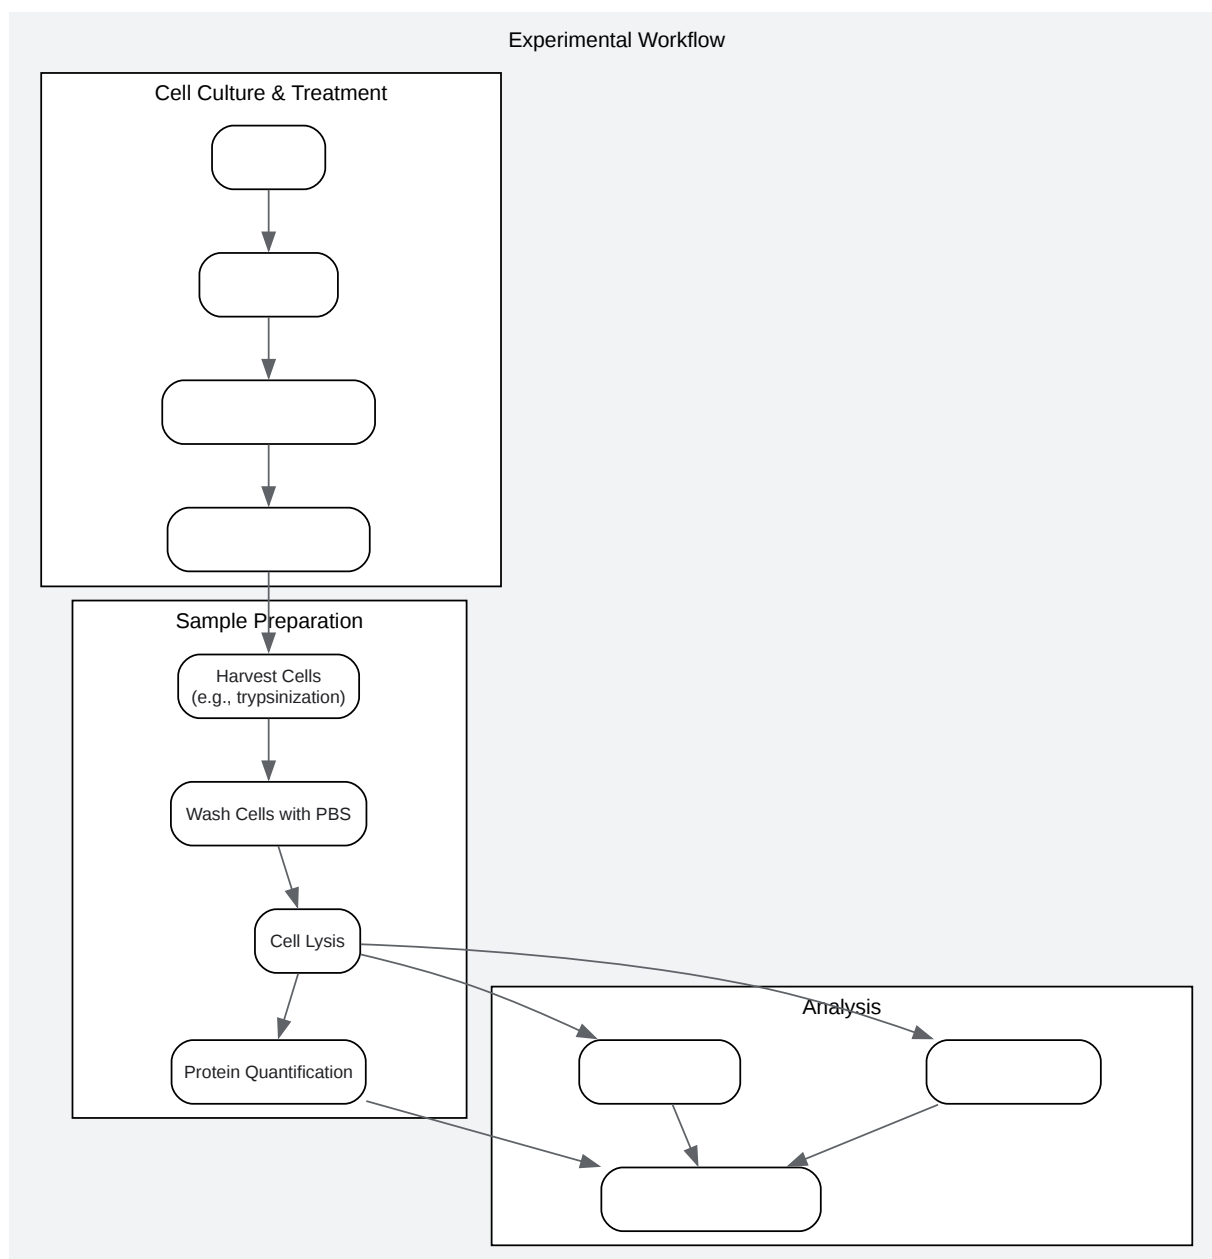 Experimental Workflow
Cell Culture & Treatment
Sample Preparation
Harvest Cells
(e.g., trypsinization)
Wash Cells with PBS
Cell Lysis
Protein Quantification
Analysis